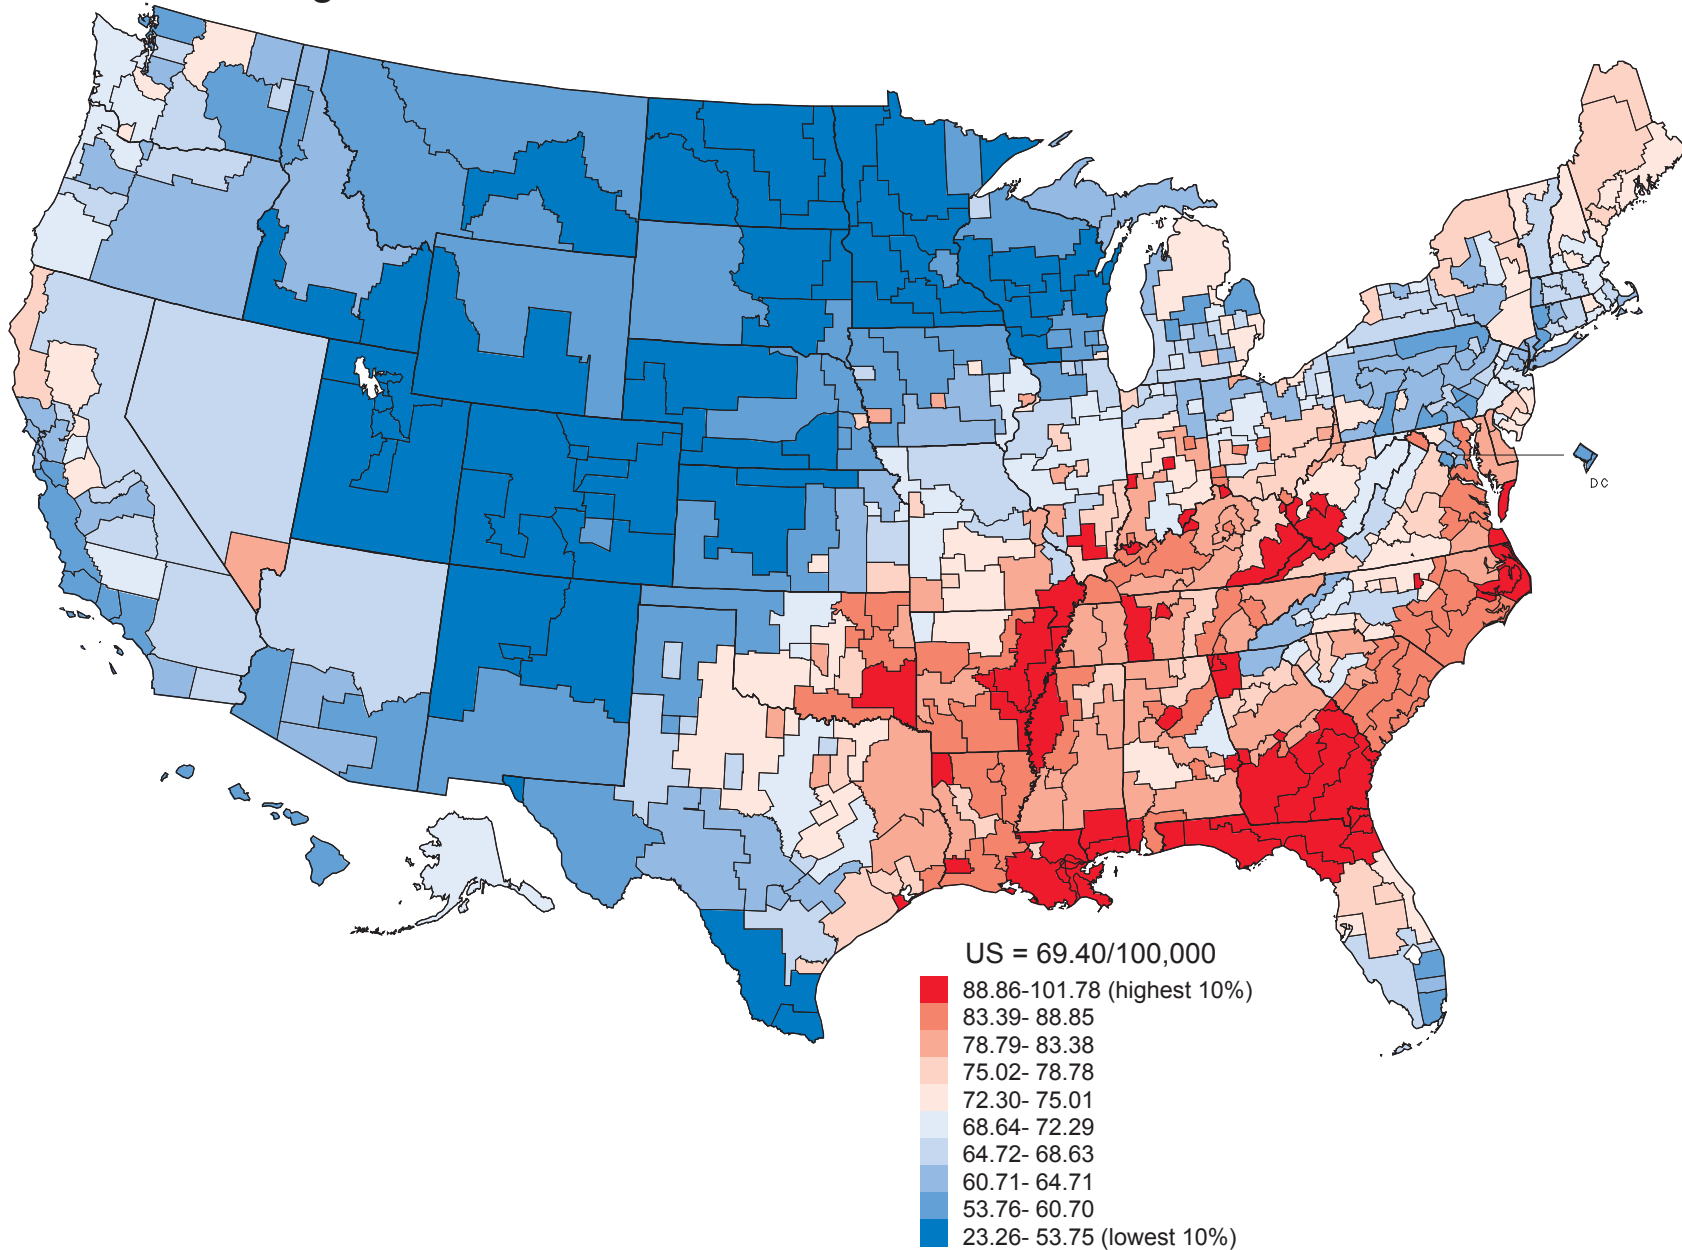 DC
US = 69.40/100,000
88.86-101.78 (highest 10%)
83.39- 88.85
78.79- 83.38
75.02- 78.78
72.30- 75.01
68.64- 72.29
64.72- 68.63
60.71- 64.71
53.76- 60.70
23.26- 53.75 (lowest 10%)